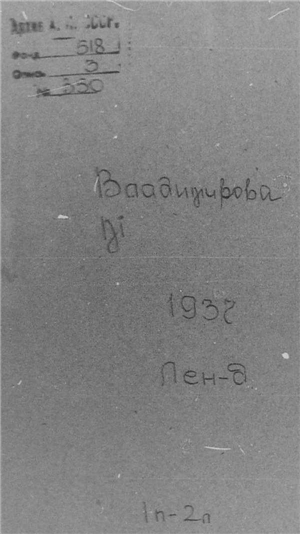 Архив А. Н. СССР.
Фонд 518
Опись 3
№ 330
Владимирова
1937
Лен-д
1п-2л